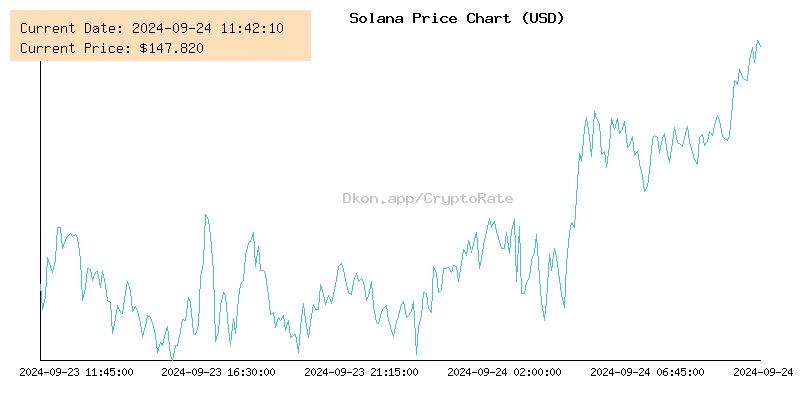 Solana Price Chart (USD)
Current Date: 2024-09-24 11:42:10
Current Price: $147.820
Dkon.app/CryptoRate
2024-09-23 11:45:00 2024-09-23 16:30:00 2024-09-23 21:15:00 2024-09-24 02:00:00 2024-09-24 06:45:00 2024-09-24